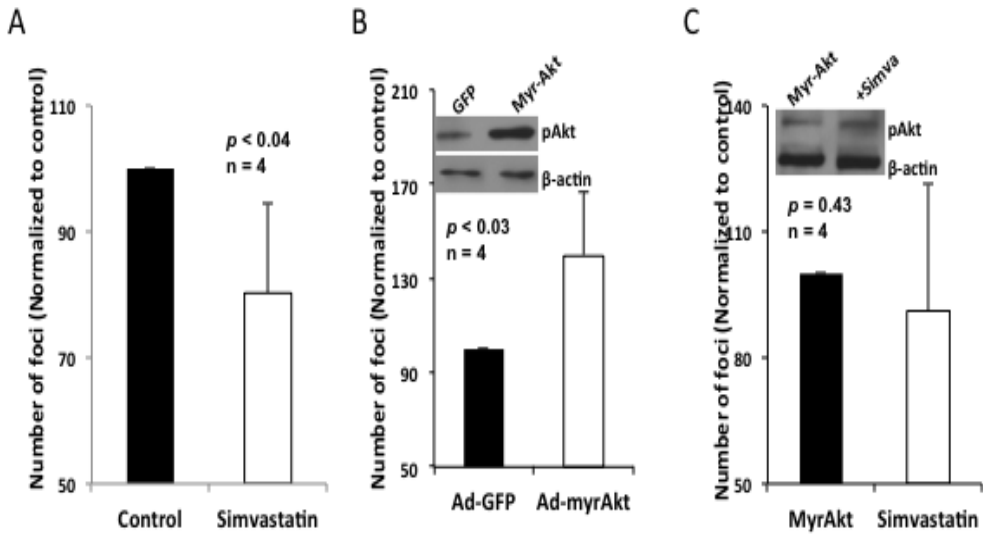 A
Number of foci (Normalized to control)
110
90
70
50
p < 0.04
n = 4
Control Simvastatin
B
Number of foci (Normalized to control)
210
170
130
90
50
GFP Myr-Akt
pAkt
β-actin
p < 0.03
n = 4
Ad-GFP Ad-myrAkt
C
Number of foci (Normalized to control)
140
110
80
50
Myr-Akt +Simva
pAkt
β-actin
p = 0.43
n = 4
MyrAkt Simvastatin